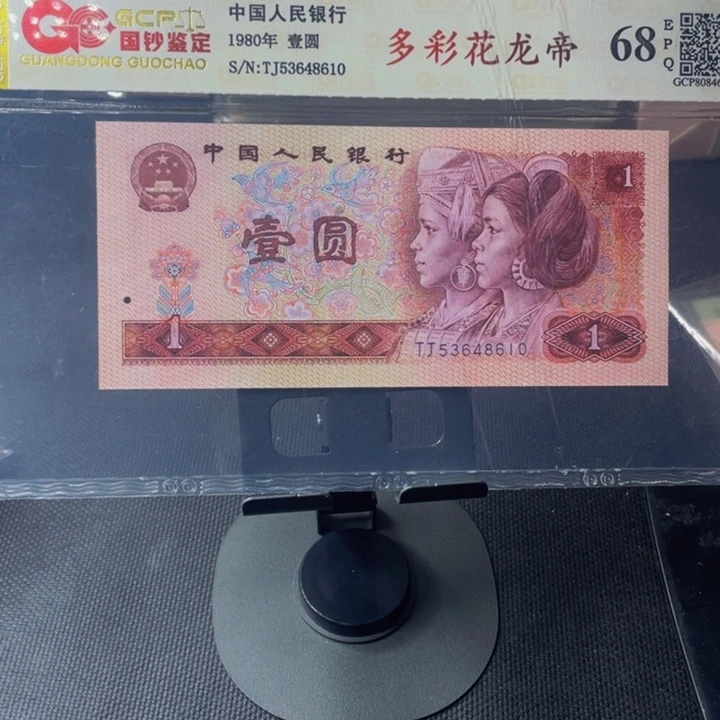 GCP
国钞鉴定
GUANGDONG GUOCHAO
中国人民银行
1980年 壹圆
S/N:TJ53648610
多彩花龙帝
68
EPQ
GCP80846
中国人民银行
1
壹圆
1
TJ53648610
1